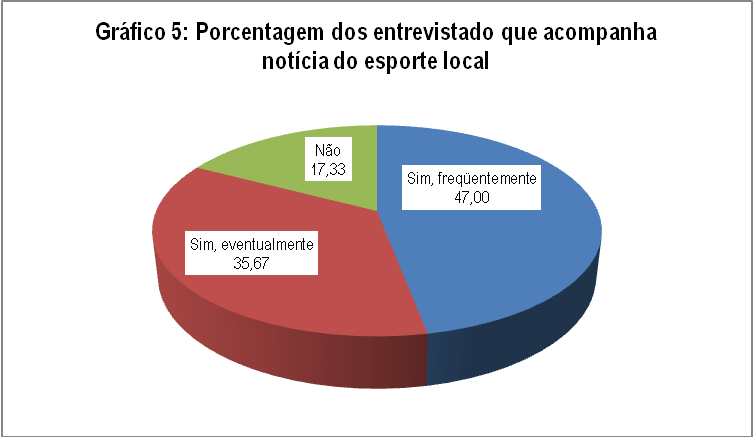 Gráfico 5: Porcentagem dos entrevistado que acompanha
notícia do esporte local
Não
17,33
Sim, freqüentemente
47,00
Sim, eventualmente
35,67